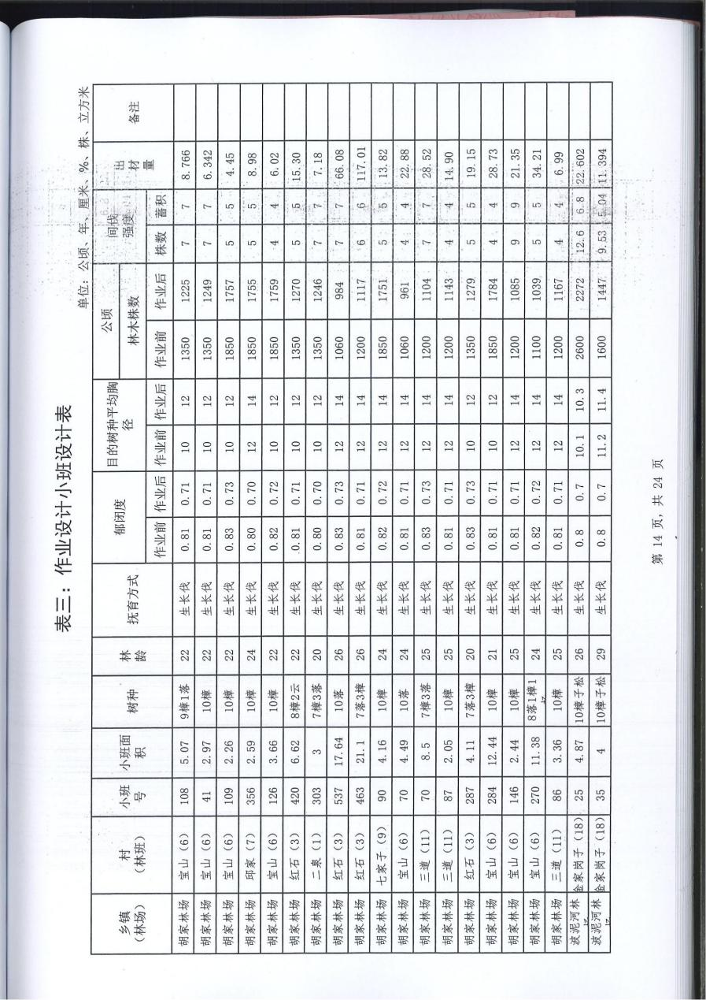 表三：作业设计小班设计表
单位：公顷、年、厘米、%、株、立方米
乡镇（林场） 村（林班） 小班号 小班面积 树种 林龄 抚育方式 郁闭度 目的树种平均胸径 公顷林木株数 间伐强度 出材量 备注
作业前 作业后 作业前 作业后 作业前 作业后 株数 蓄积
胡家林场 宝山（6） 108 5.07 9樟1落 22 生长伐 0.81 0.71 10 12 1350 1225 7 7 8.766
胡家林场 宝山（6） 41 2.97 10樟 22 生长伐 0.81 0.71 10 12 1350 1249 7 7 6.342
胡家林场 宝山（6） 109 2.26 10樟 22 生长伐 0.83 0.73 10 12 1850 1757 5 5 4.45
胡家林场 邱家（7） 356 2.59 10樟 24 生长伐 0.80 0.70 12 14 1850 1755 5 5 8.98
胡家林场 宝山（6） 126 3.66 10樟 22 生长伐 0.82 0.72 10 12 1850 1759 4 4 6.02
胡家林场 红石（3） 420 6.62 8樟2云 22 生长伐 0.81 0.71 10 12 1350 1270 5 5 15.30
胡家林场 二泉（1） 303 3 7樟3落 20 生长伐 0.80 0.70 10 12 1350 1246 7 7 7.18
胡家林场 红石（3） 537 17.64 10落 26 生长伐 0.83 0.73 12 14 1060 984 7 7 66.08
胡家林场 红石（3） 463 21.1 7落3樟 26 生长伐 0.81 0.71 12 14 1200 1117 6 6 117.01
胡家林场 七家子（9） 90 4.16 10樟 24 生长伐 0.82 0.72 12 14 1850 1751 5 5 13.82
胡家林场 宝山（6） 70 4.49 10落 24 生长伐 0.81 0.71 12 14 1060 961 4 4 22.88
胡家林场 三道（11） 70 8.5 7樟3落 25 生长伐 0.83 0.73 12 14 1200 1104 7 7 28.52
胡家林场 三道（11） 87 2.05 10樟 25 生长伐 0.81 0.71 12 14 1200 1143 4 4 14.90
胡家林场 红石（3） 287 4.11 7落3樟 20 生长伐 0.83 0.73 10 12 1350 1279 5 5 19.15
胡家林场 宝山（6） 284 12.44 10樟 21 生长伐 0.81 0.71 10 12 1850 1784 4 4 28.73
胡家林场 宝山（6） 146 2.44 10樟 25 生长伐 0.81 0.71 12 14 1200 1085 9 9 21.35
胡家林场 宝山（6） 270 11.38 8落1樟1 24 生长伐 0.82 0.72 12 14 1100 1039 5 5 34.21
胡家林场 三道（11） 86 3.36 10樟 25 生长伐 0.81 0.71 12 14 1200 1167 4 4 6.99
波泥河林 金家岗子（18） 25 4.87 10樟子松 26 生长伐 0.8 0.7 10.1 10.3 2600 2272 12.6 6.8 22.602
波泥河林 金家岗子（18） 35 4 10樟子松 29 生长伐 0.8 0.7 11.2 11.4 1600 1447 9.53 5.04 11.394
第 14 页，共 24 页